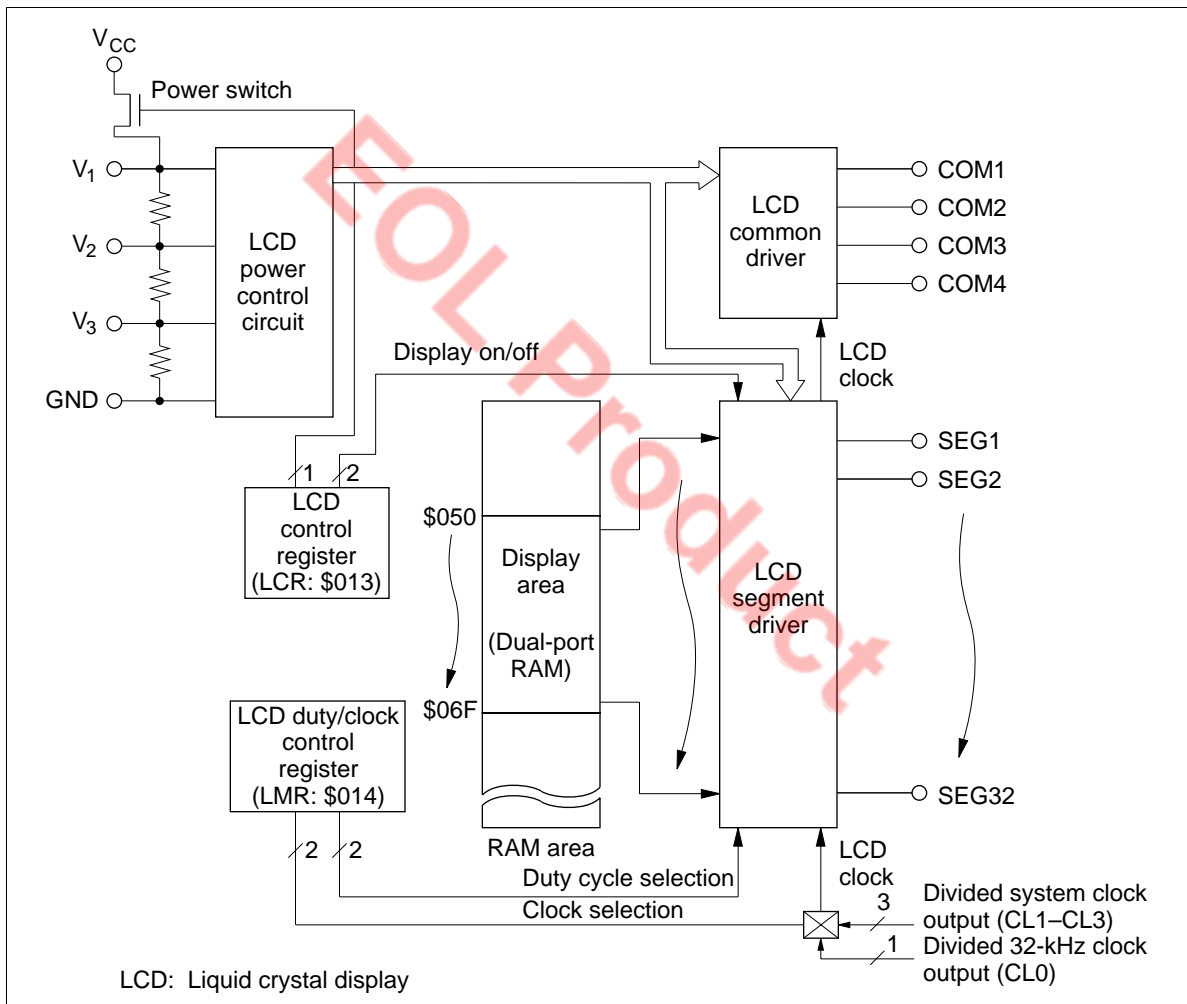 VCC
Power switch
V1
V2
V3
GND
LCD
power
control
circuit
LCD
common
driver
COM1
COM2
COM3
COM4
Display on/off
LCD
clock
1
2
LCD
control
register
(LCR: $013)
$050
Display
area
(Dual-port
RAM)
$06F
RAM area
LCD
segment
driver
SEG1
SEG2
SEG32
LCD duty/clock
control
register
(LMR: $014)
2
2
Duty cycle selection
Clock selection
LCD
clock
3
Divided system clock
output (CL1–CL3)
1
Divided 32-kHz clock
output (CL0)
LCD: Liquid crystal display
EOL Product